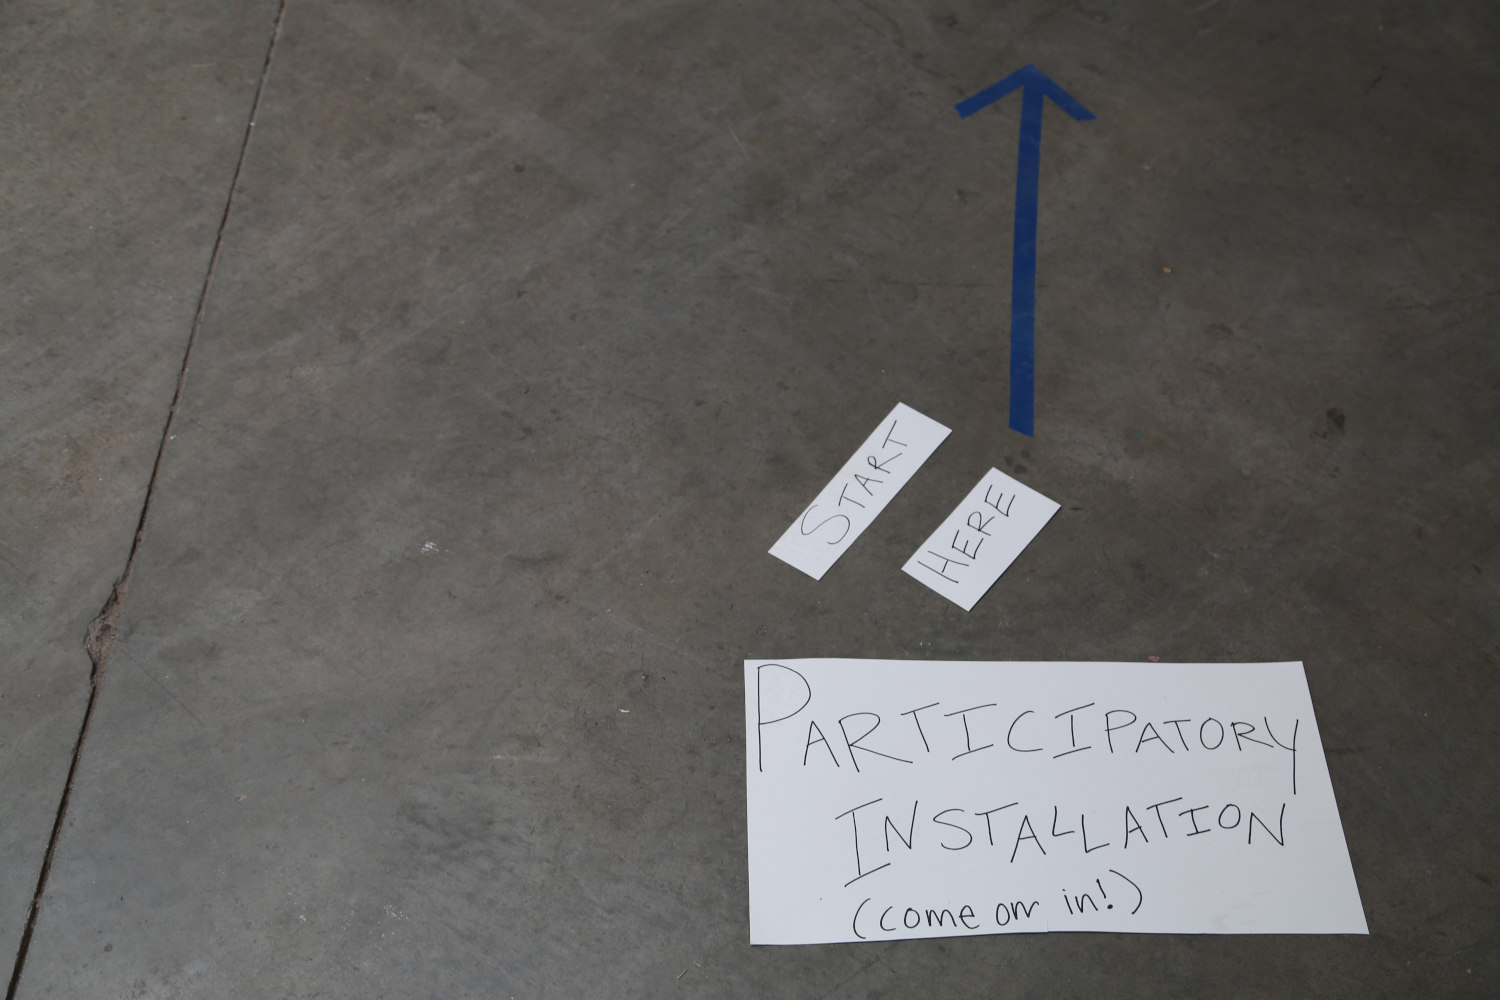 START
HERE
PARTICIPATORY
INSTALLATION
(come on in!)